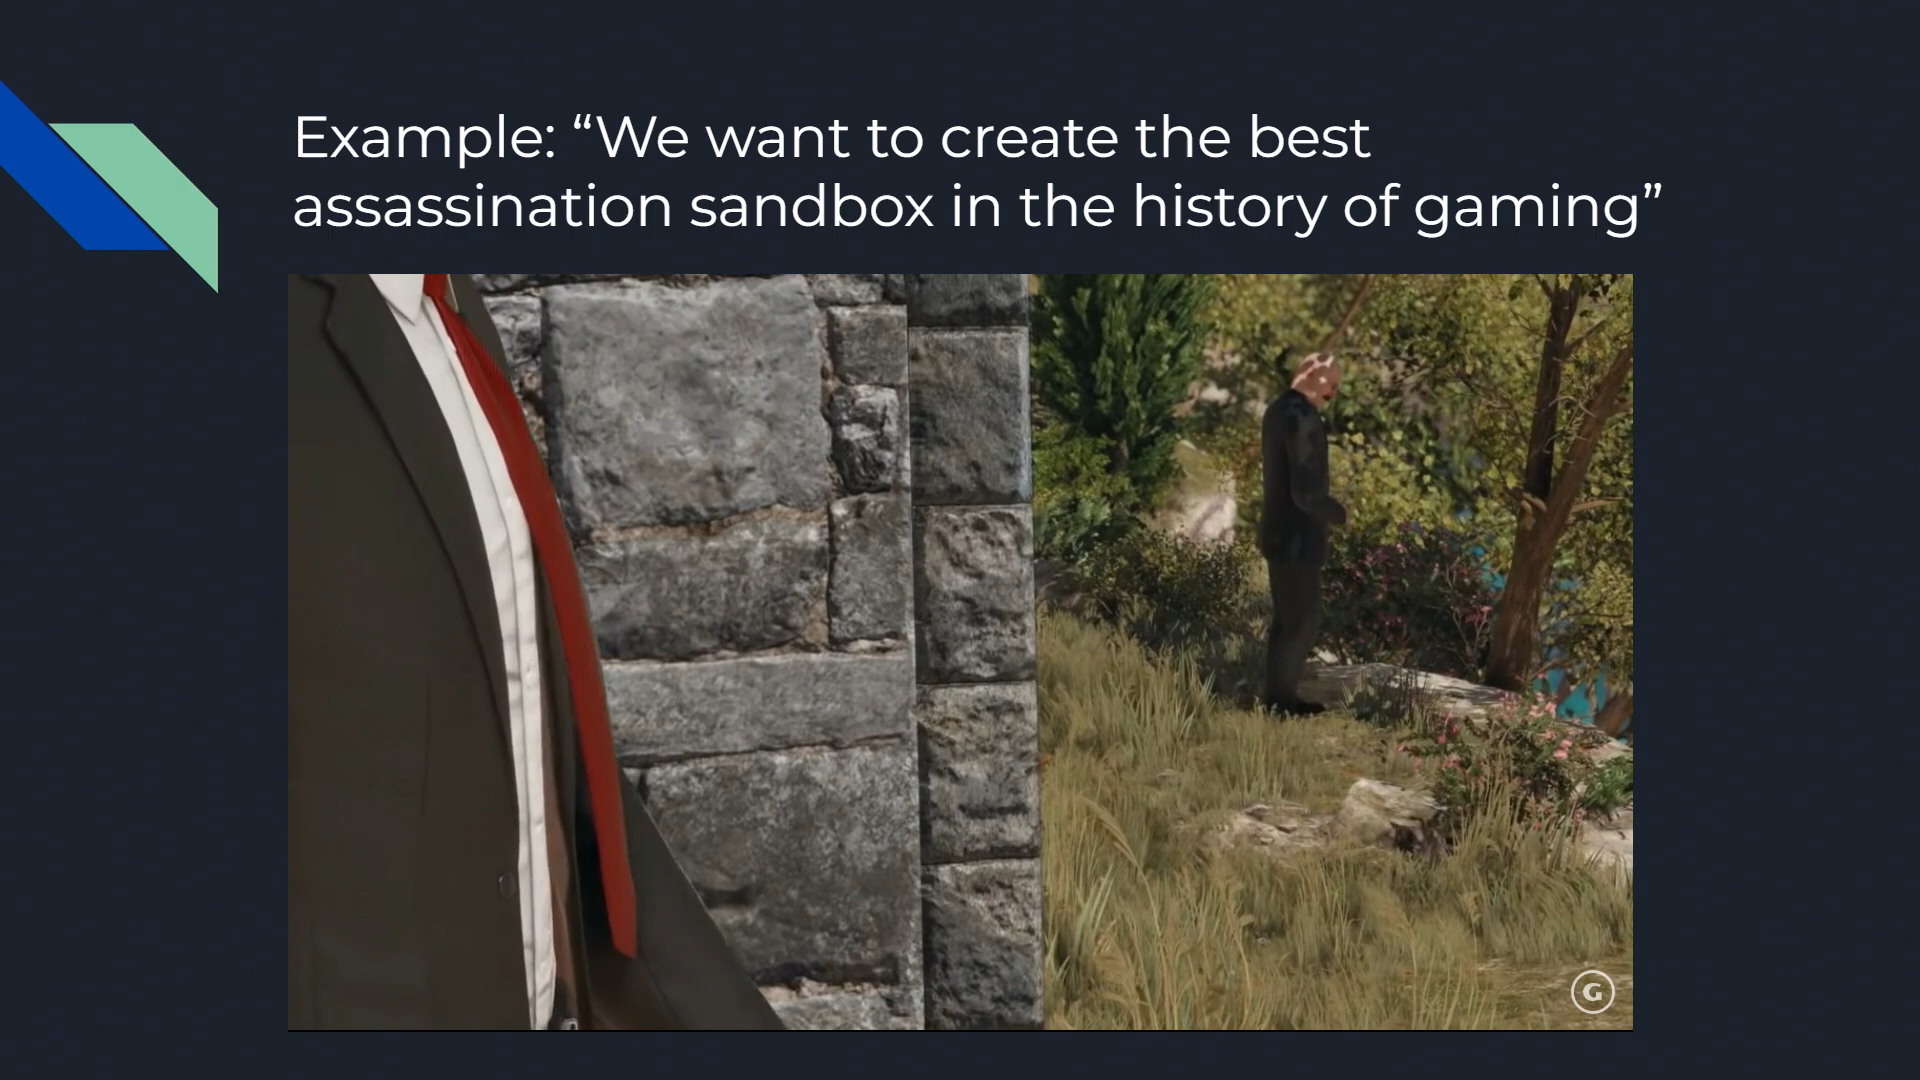 Example: “We want to create the best
assassination sandbox in the history of gaming”
G